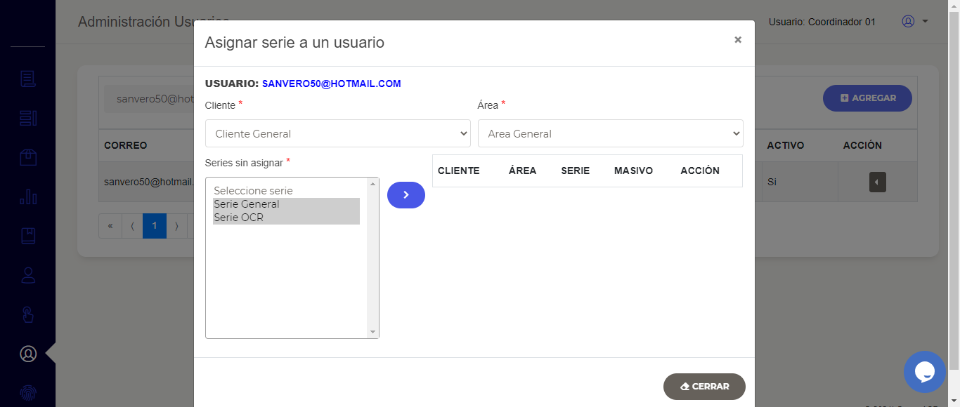 Administración Usuarios
Usuario: Coordinador 01
Asignar serie a un usuario
×
USUARIO: SANVERO50@HOTMAIL.COM
Cliente *
Área *
Cliente General
Area General
Series sin asignar *
Seleccione serie
Serie General
Serie OCR
CLIENTE ÁREA SERIE MASIVO ACCIÓN
sanvero50@hot
AGREGAR
CORREO
ACTIVO ACCIÓN
sanvero50@hotmail.
Si
« ⟨ 1 ⟩
CERRAR